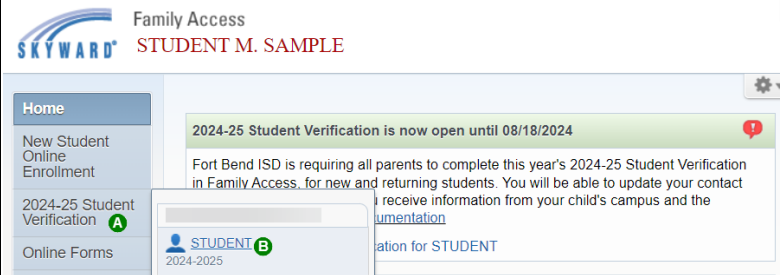 Family Access
SKYWARD®
STUDENT M. SAMPLE
Home
New Student
Online
Enrollment
2024-25 Student
Verification A
Online Forms
2024-25 Student Verification is now open until 08/18/2024
Fort Bend ISD is requiring all parents to complete this year's 2024-25 Student Verification
in Family Access, for new and returning students. You will be able to update your contact
receive information from your child's campus and the
STUDENT B
2024-2025
for STUDENT